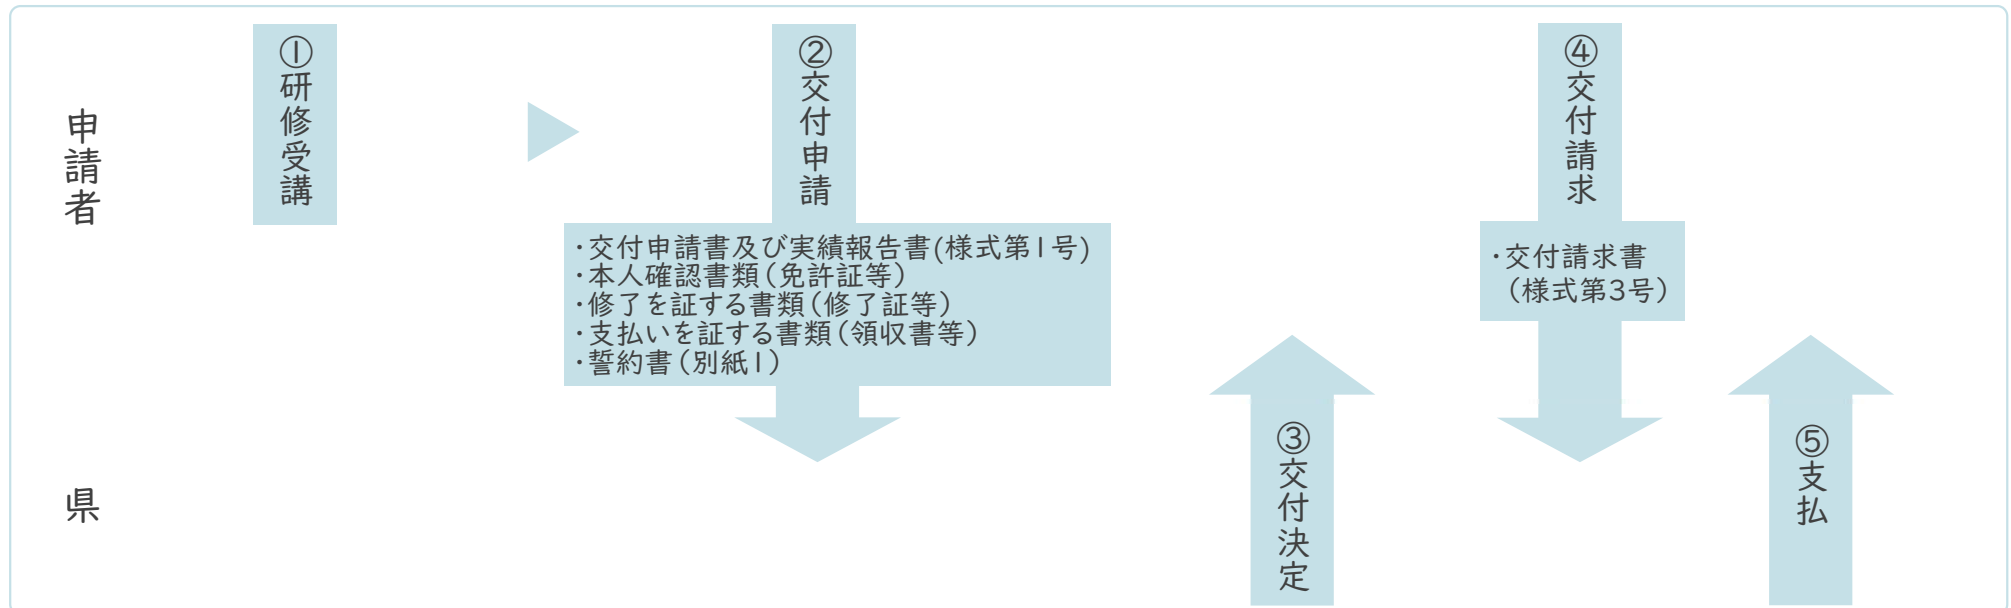 申請者
①研修受講
②交付申請
・交付申請書及び実績報告書(様式第1号)
・本人確認書類(免許証等)
・修了を証する書類(修了証等)
・支払いを証する書類(領収書等)
・誓約書(別紙1)
④交付請求
・交付請求書
(様式第3号)
県
③交付決定
⑤支払